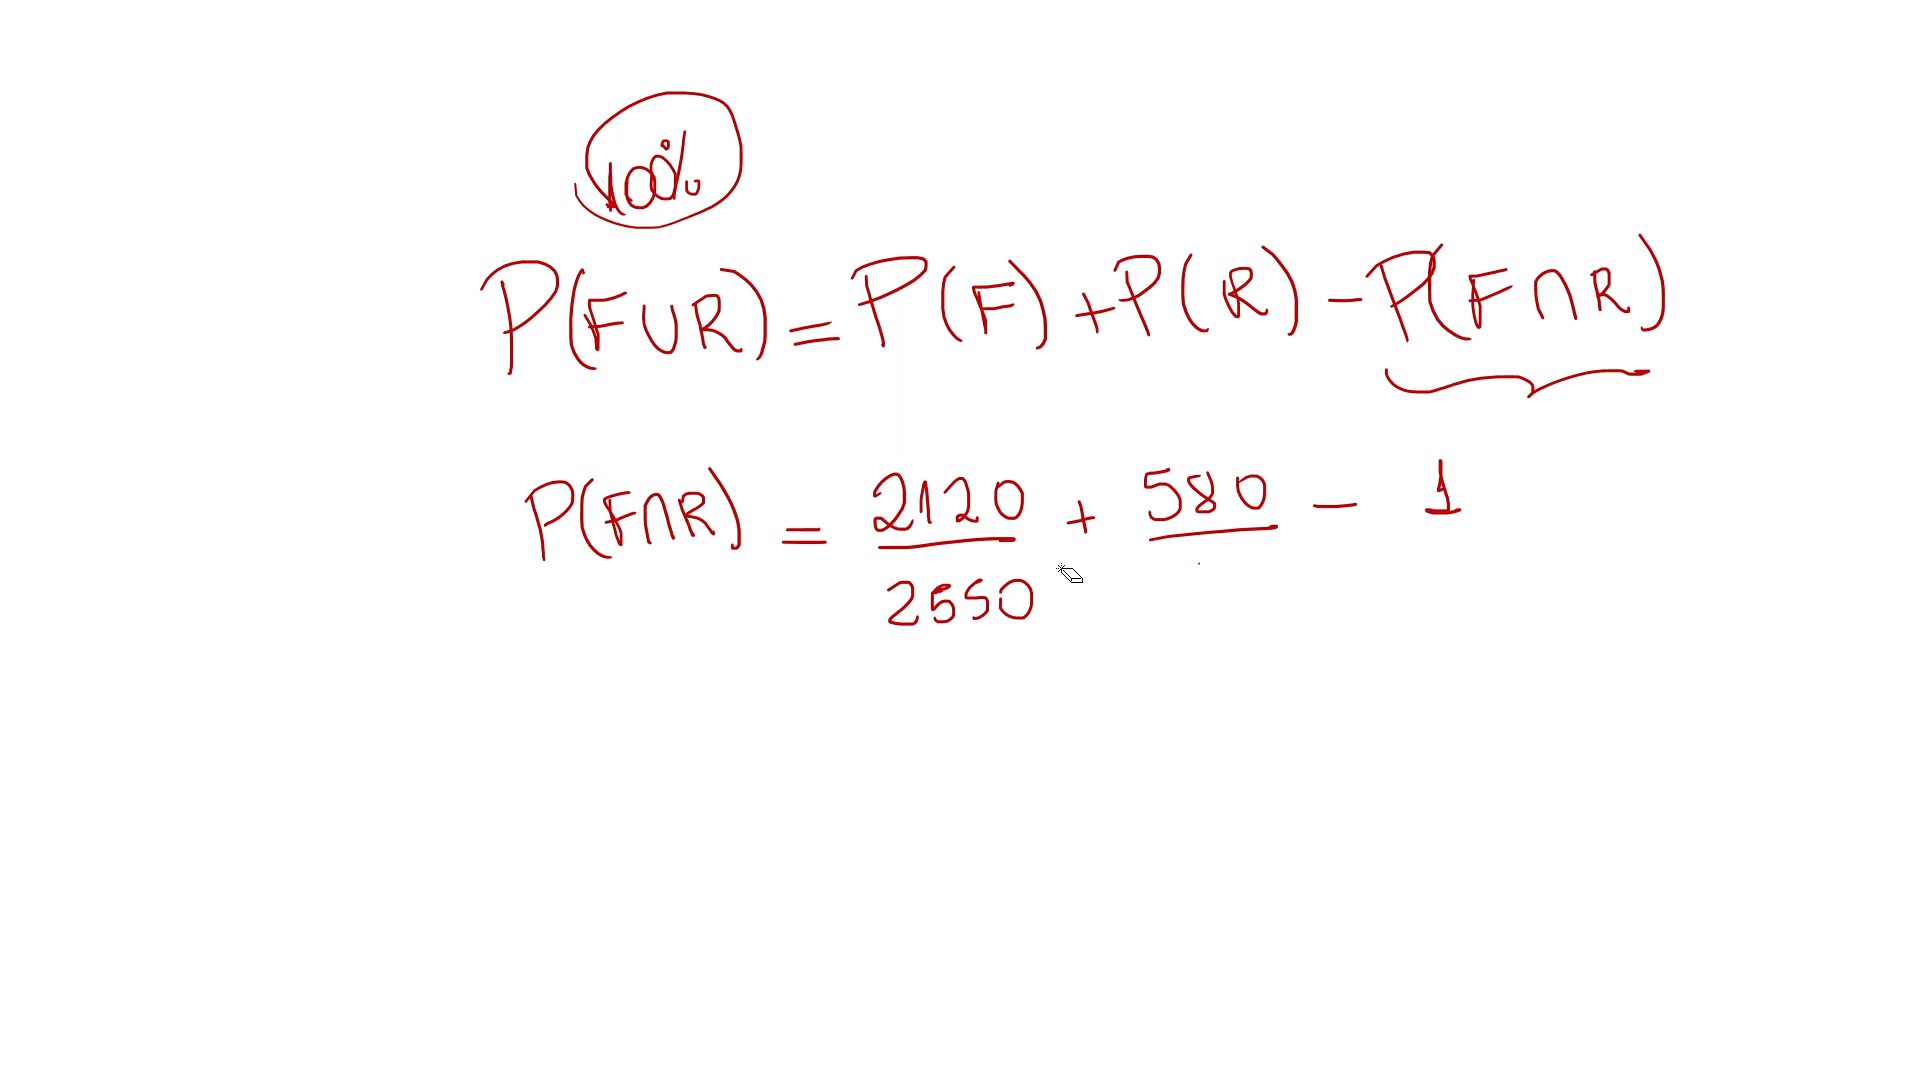 100%
P(F∪R) = P(F) + P(R) - P(F∩R)
P(F∩R) = 2120 + 580 - 1
2550